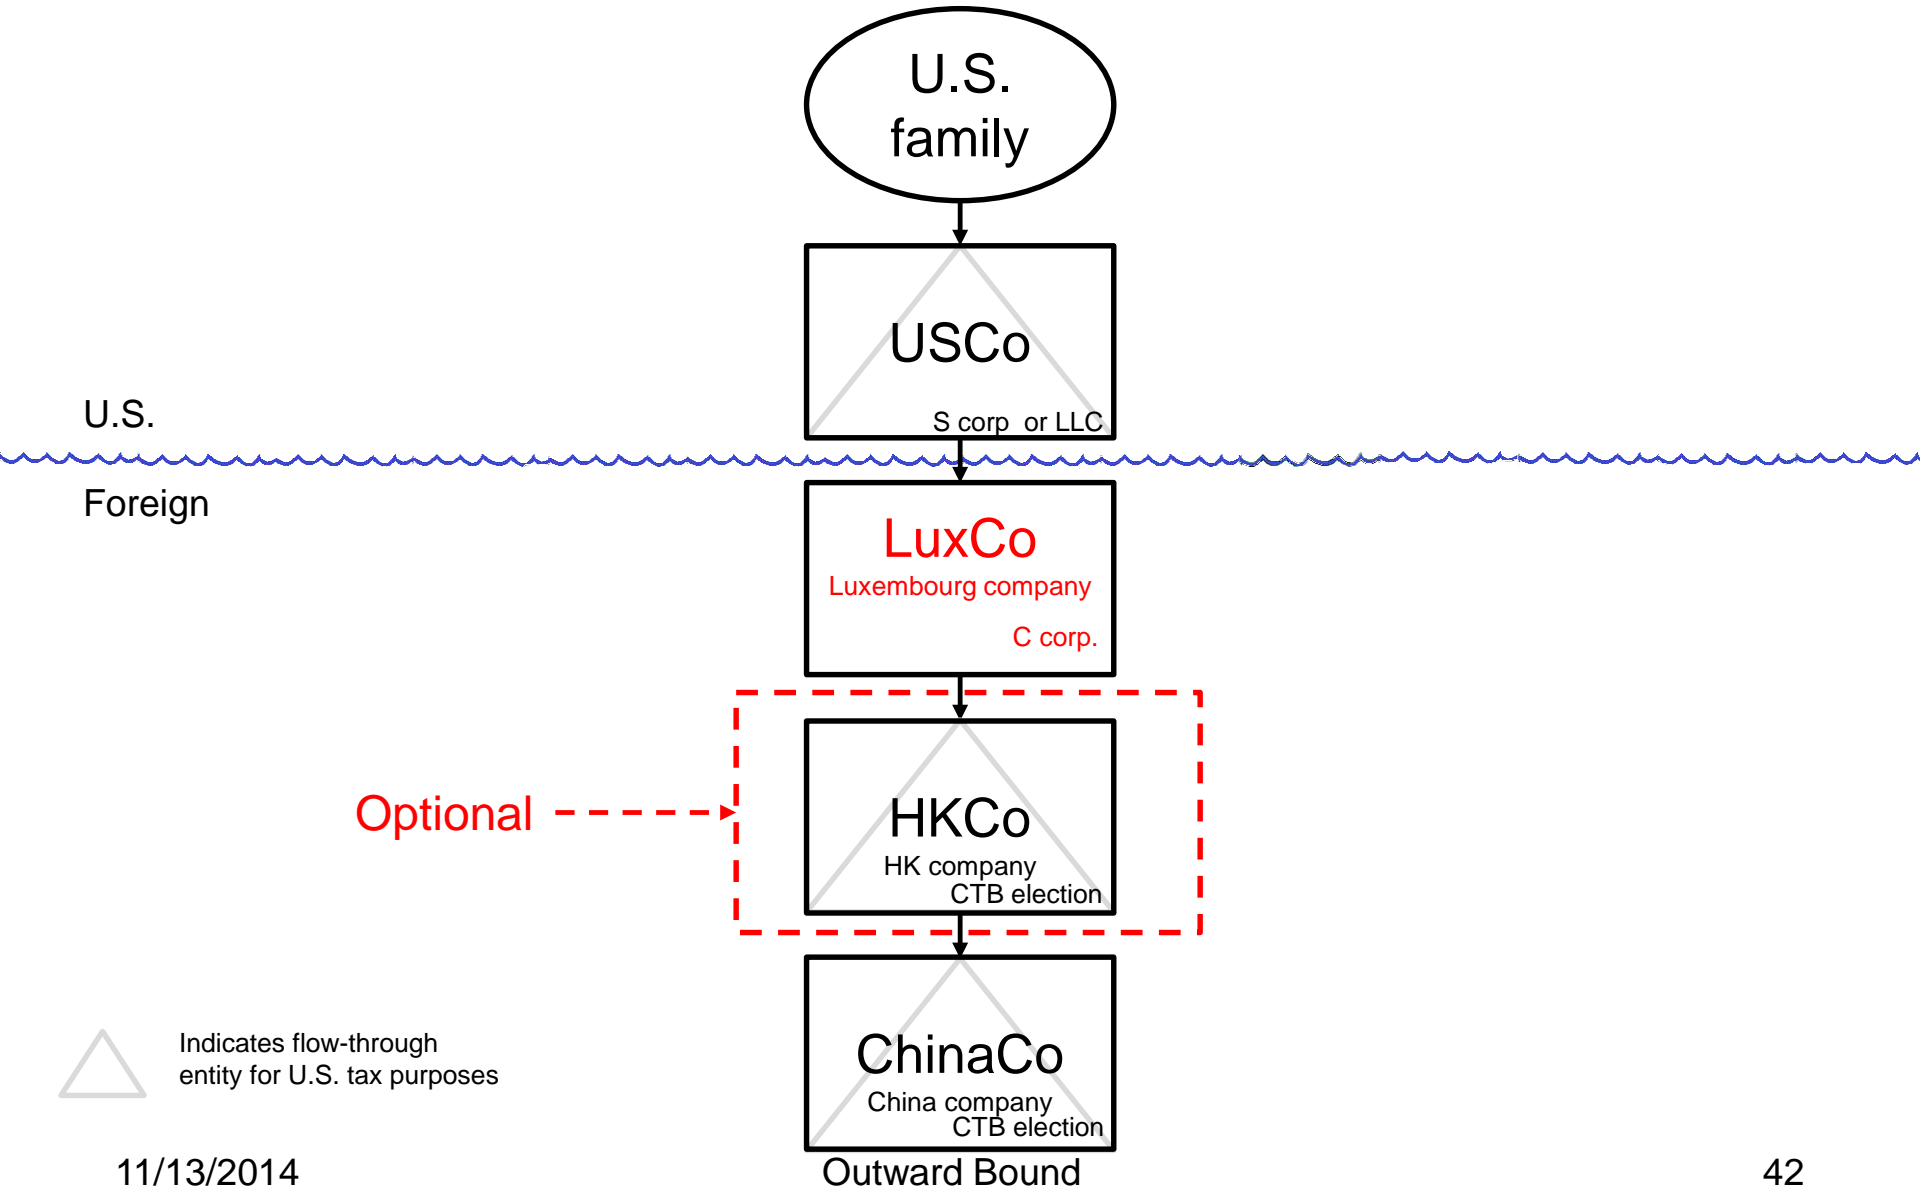 U.S.
family
USCo
S corp or LLC
U.S.
Foreign
LuxCo
Luxembourg company
C corp.
Optional
HKCo
HK company
CTB election
Indicates flow-through
entity for U.S. tax purposes
ChinaCo
China company
CTB election
11/13/2014
Outward Bound
42